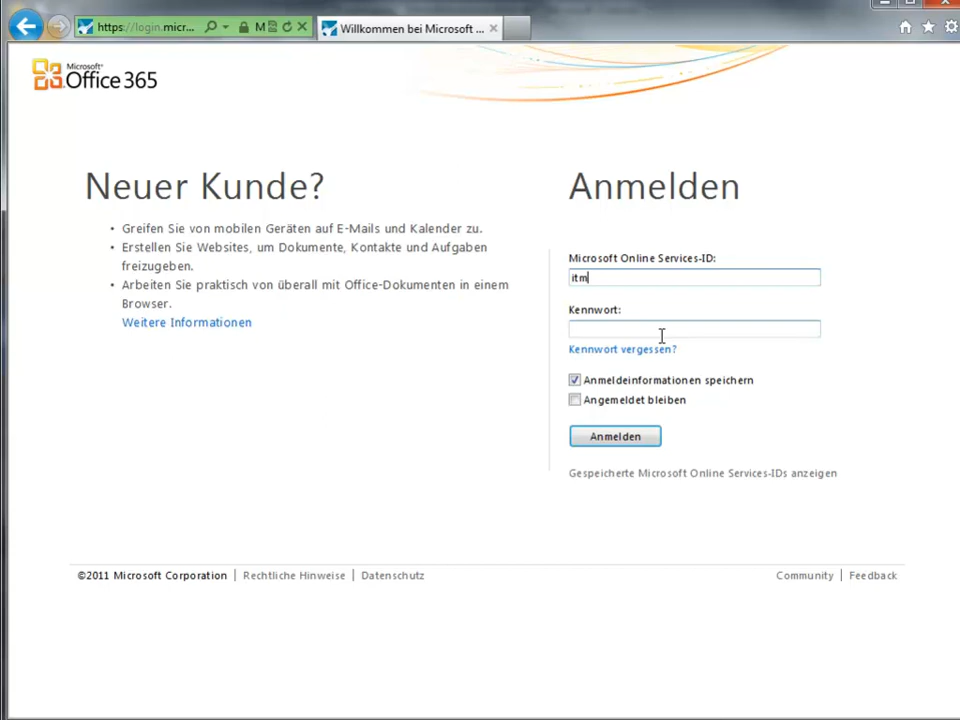 https://login.micr...
Willkommen bei Microsoft ...
Microsoft®
Office 365
Neuer Kunde?
• Greifen Sie von mobilen Geräten auf E-Mails und Kalender zu.
• Erstellen Sie Websites, um Dokumente, Kontakte und Aufgaben
freizugeben.
• Arbeiten Sie praktisch von überall mit Office-Dokumenten in einem
Browser.
Weitere Informationen
Anmelden
Microsoft Online Services-ID:
itm
Kennwort:
Kennwort vergessen?
Anmeldeinformationen speichern
Angemeldet bleiben
Anmelden
Gespeicherte Microsoft Online Services-IDs anzeigen
©2011 Microsoft Corporation | Rechtliche Hinweise | Datenschutz
Community | Feedback